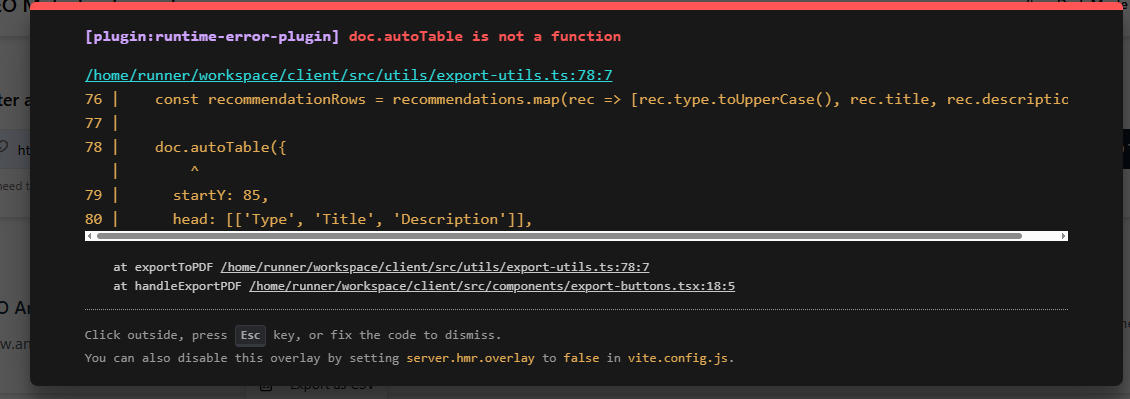 [plugin:runtime-error-plugin] doc.autoTable is not a function
/home/runner/workspace/client/src/utils/export-utils.ts:78:7
76 |    const recommendationRows = recommendations.map(rec => [rec.type.toUpperCase(), rec.title, rec.descriptio
77 |
78 |    doc.autoTable({
   |        ^
79 |      startY: 85,
80 |      head: [['Type', 'Title', 'Description']],
at exportToPDF /home/runner/workspace/client/src/utils/export-utils.ts:78:7
at handleExportPDF /home/runner/workspace/client/src/components/export-buttons.tsx:18:5
Click outside, press Esc key, or fix the code to dismiss.
You can also disable this overlay by setting server.hmr.overlay to false in vite.config.js.